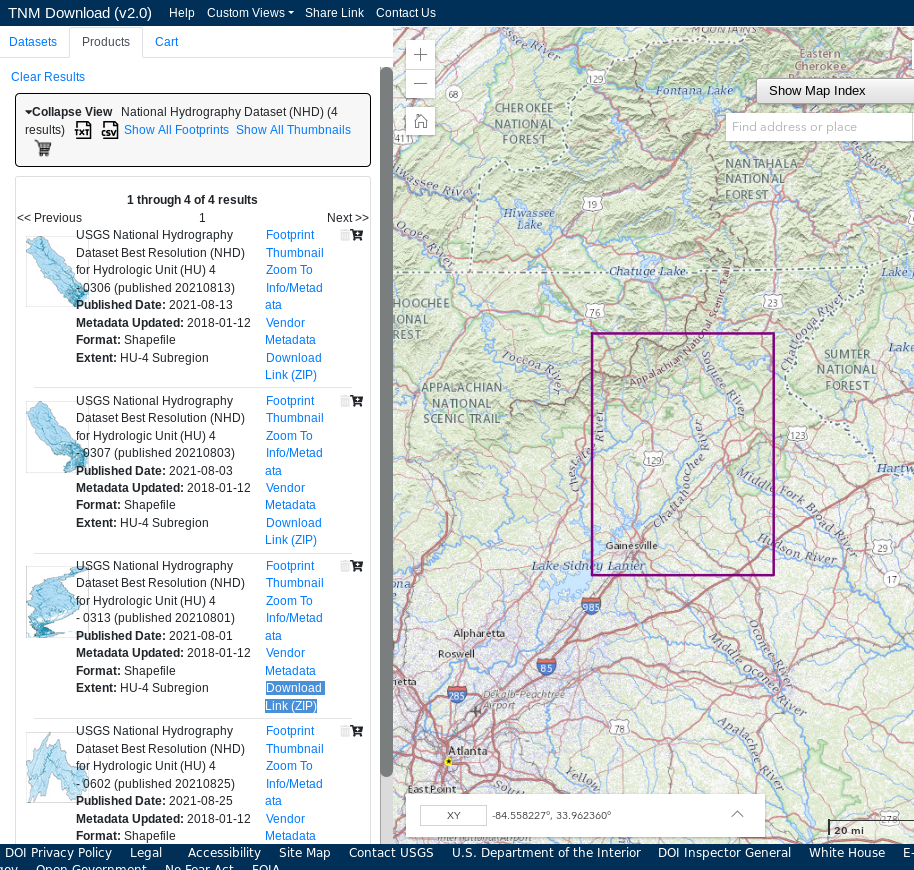 TNM Download (v2.0) Help Custom Views Share Link Contact Us
Datasets Products Cart
Clear Results
Collapse View National Hydrography Dataset (NHD) (4
results) TXT CSV Show All Footprints Show All Thumbnails
1 through 4 of 4 results
<< Previous 1 Next >>
USGS National Hydrography Footprint
Dataset Best Resolution (NHD) Thumbnail
for Hydrologic Unit (HU) 4 Zoom To
- 0306 (published 20210813) Info/Metad
Published Date: 2021-08-13 ata
Metadata Updated: 2018-01-12 Vendor
Format: Shapefile Metadata
Extent: HU-4 Subregion Download
Link (ZIP)
USGS National Hydrography Footprint
Dataset Best Resolution (NHD) Thumbnail
for Hydrologic Unit (HU) 4 Zoom To
- 0307 (published 20210803) Info/Metad
Published Date: 2021-08-03 ata
Metadata Updated: 2018-01-12 Vendor
Format: Shapefile Metadata
Extent: HU-4 Subregion Download
Link (ZIP)
USGS National Hydrography Footprint
Dataset Best Resolution (NHD) Thumbnail
for Hydrologic Unit (HU) 4 Zoom To
- 0313 (published 20210801) Info/Metad
Published Date: 2021-08-01 ata
Metadata Updated: 2018-01-12 Vendor
Format: Shapefile Metadata
Extent: HU-4 Subregion Download
Link (ZIP)
USGS National Hydrography Footprint
Dataset Best Resolution (NHD) Thumbnail
for Hydrologic Unit (HU) 4 Zoom To
- 0602 (published 20210825) Info/Metad
Published Date: 2021-08-25 ata
Metadata Updated: 2018-01-12 Vendor
Format: Shapefile Metadata
MOUNTAINS
Eastern
Cherokee
129
Fontana Lake
Show Map Index
68
CHEROKEE
NATIONAL
FOREST
Find address or place
411
NANTAHALA
NATIONAL
FOREST
Hiwassee River
19
Hiwassee
Lake
Ocoee River
Chatuge Lake
Lake
23
76
Appalachian National Scenic Trail
Chattooga River
Toccoa River
Soquee River
SUMTER
NATIONAL
FOREST
APPALACHIAN
NATIONAL
SCENIC TRAIL
Chestatee River
123
129
Chattahoochee River
Hartw
Middle Fork Broad River
Gainesville
Hudson River
29
Lake Sidney Lanier
17
985
Alpharetta
Roswell
85
Oconee River
Middle Oconee River
285
Dekalb-Peachtree
Airport
78
Apalachee River
Atlanta
East Point
XY -84.558227°, 33.962360°
278
20 mi
International Airport
DOI Privacy Policy Legal Accessibility Site Map Contact USGS U.S. Department of the Interior DOI Inspector General White House E-
gov Open Government No Fear Act FOIA